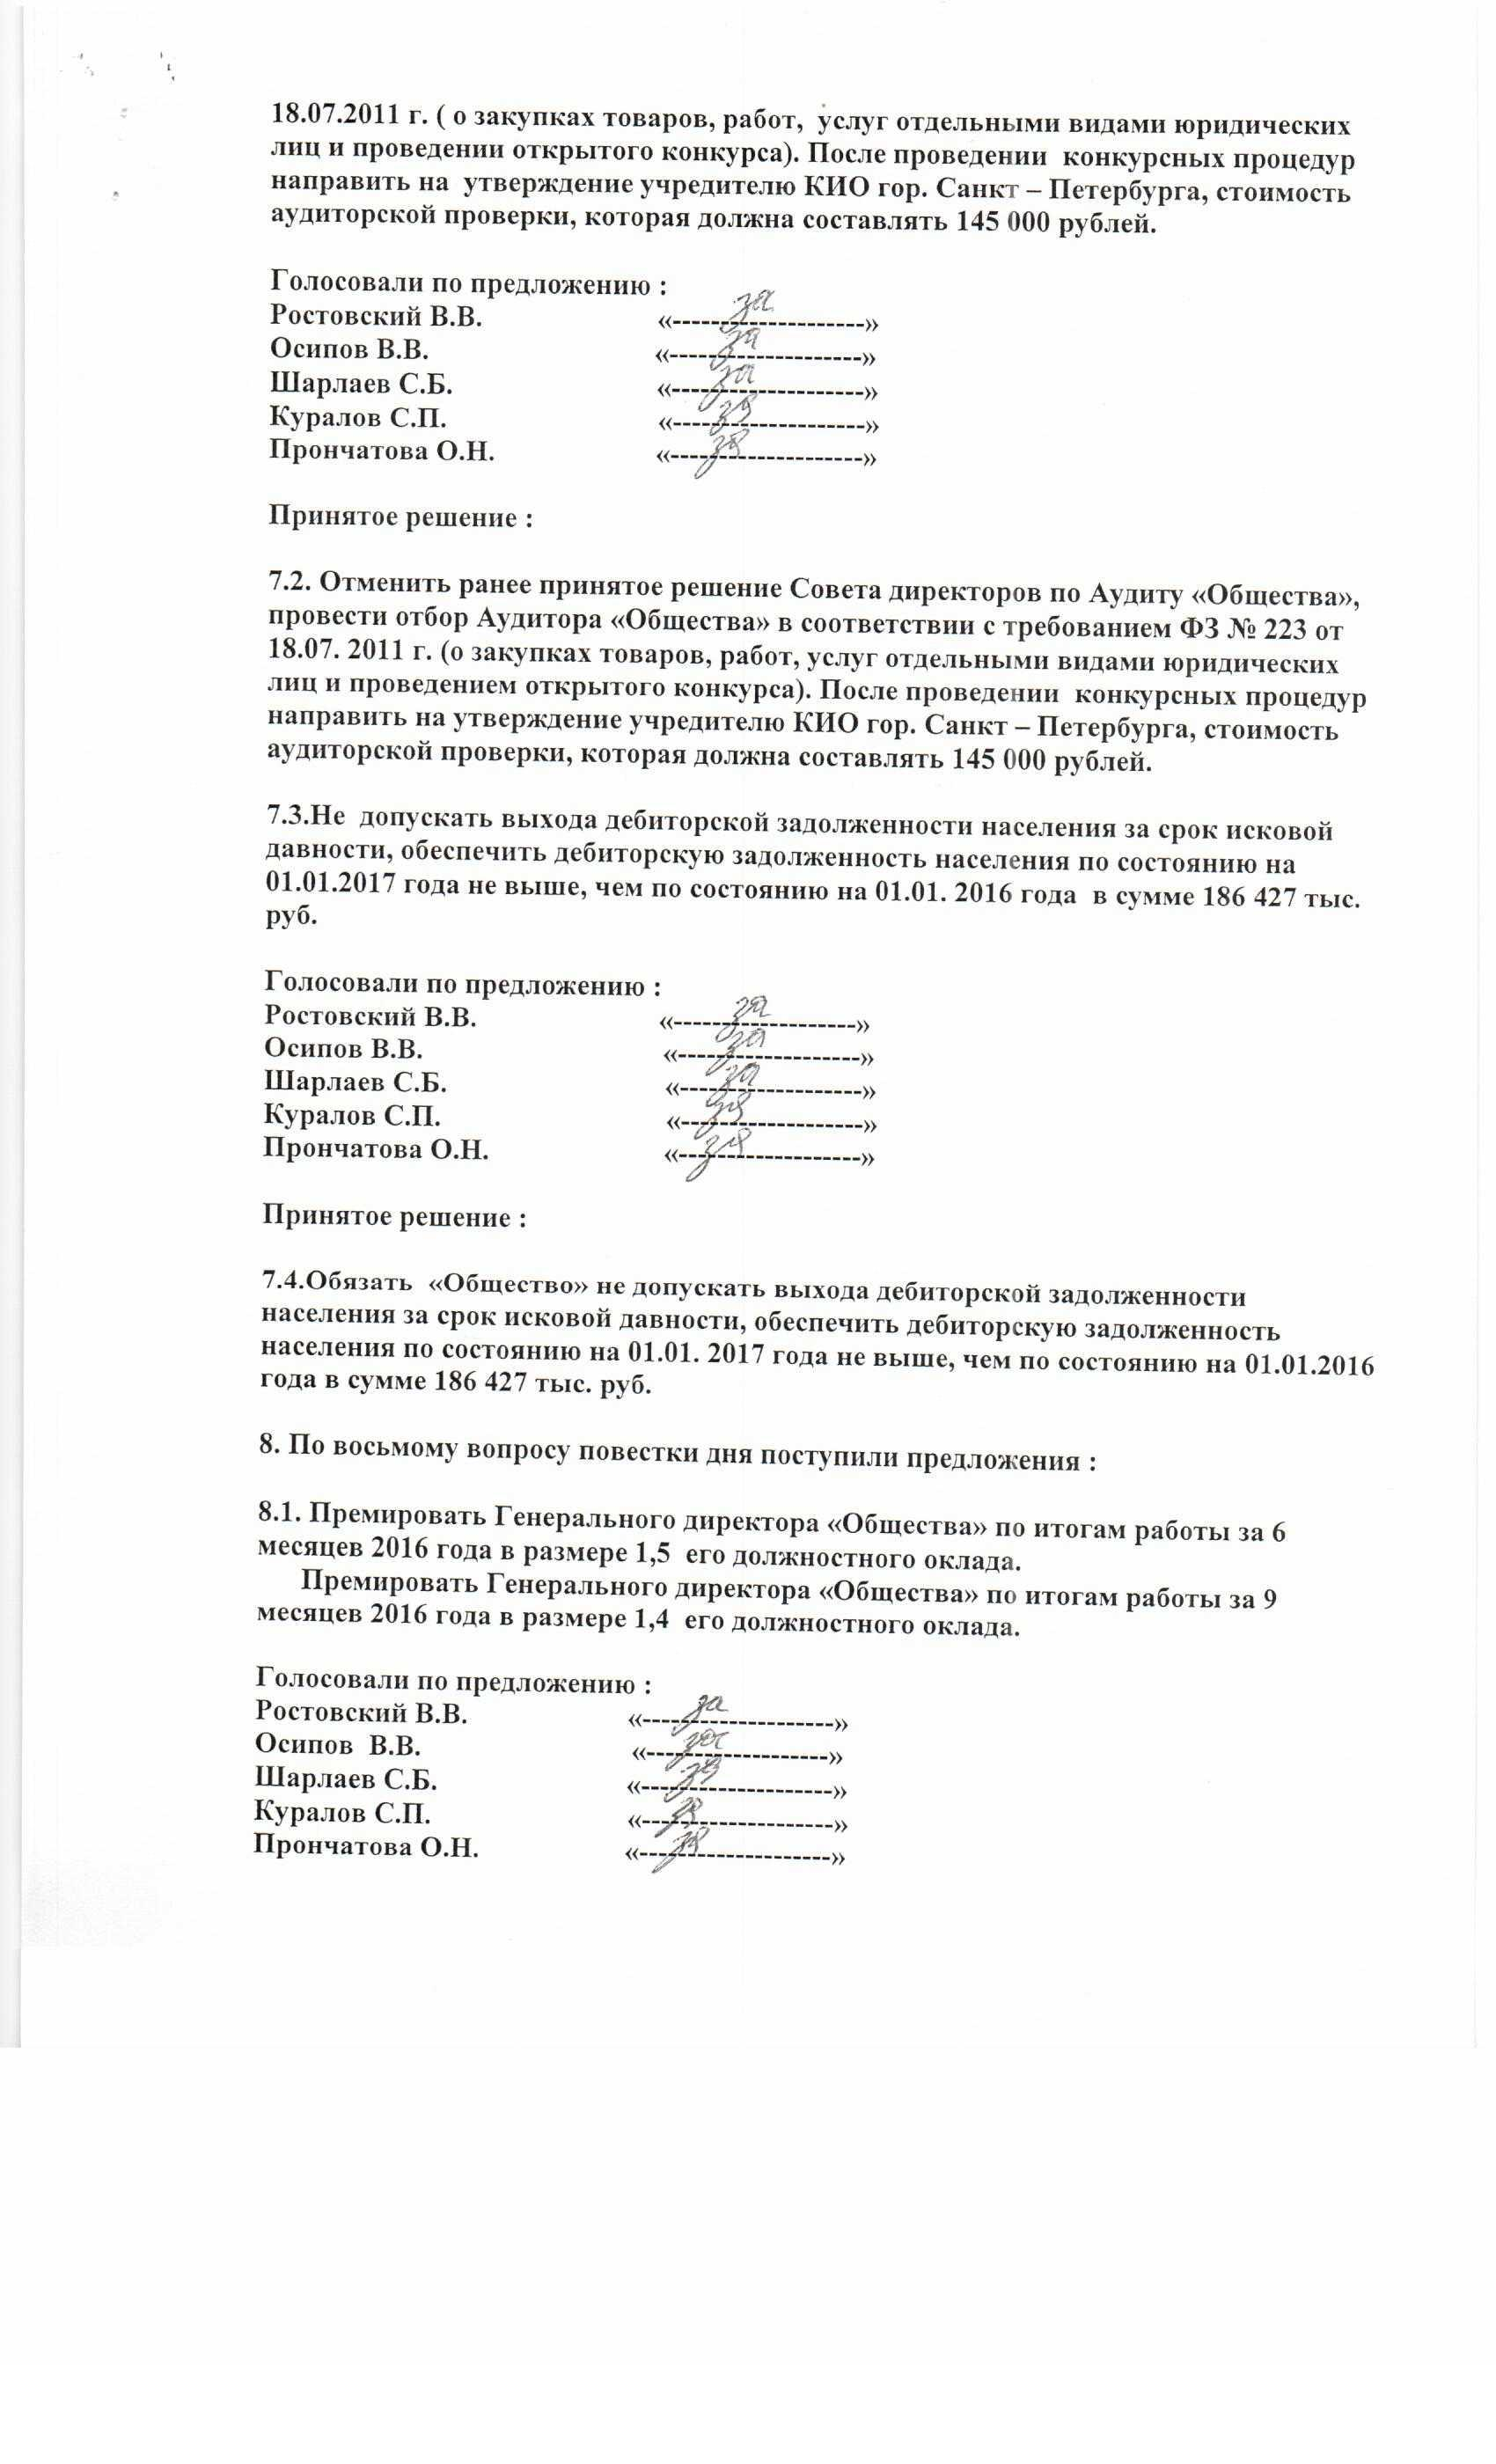 18.07.2011 г. ( о закупках товаров, работ,  услуг отдельными видами юридических
лиц и проведении открытого конкурса). После проведении  конкурсных процедур
направить на  утверждение учредителю КИО гор. Санкт – Петербурга, стоимость
аудиторской проверки, которая должна составлять 145 000 рублей.
Голосовали по предложению :
Ростовский В.В. «--------за------------»
Осипов В.В. «--------за------------»
Шарлаев С.Б. «--------за------------»
Куралов С.П. «--------за------------»
Прончатова О.Н. «--------за------------»
Принятое решение :
7.2. Отменить ранее принятое решение Совета директоров по Аудиту «Общества»,
провести отбор Аудитора «Общества» в соответствии с требованием ФЗ № 223 от
18.07. 2011 г. (о закупках товаров, работ, услуг отдельными видами юридических
лиц и проведением открытого конкурса). После проведении  конкурсных процедур
направить на утверждение учредителю КИО гор. Санкт – Петербурга, стоимость
аудиторской проверки, которая должна составлять 145 000 рублей.
7.3.Не  допускать выхода дебиторской задолженности населения за срок исковой
давности, обеспечить дебиторскую задолженность населения по состоянию на
01.01.2017 года не выше, чем по состоянию на 01.01. 2016 года  в сумме 186 427 тыс.
руб.
Голосовали по предложению :
Ростовский В.В. «--------за------------»
Осипов В.В. «--------за------------»
Шарлаев С.Б. «--------за------------»
Куралов С.П. «--------за------------»
Прончатова О.Н. «--------за------------»
Принятое решение :
7.4.Обязать  «Общество» не допускать выхода дебиторской задолженности
населения за срок исковой давности, обеспечить дебиторскую задолженность
населения по состоянию на 01.01. 2017 года не выше, чем по состоянию на 01.01.2016
года в сумме 186 427 тыс. руб.
8. По восьмому вопросу повестки дня поступили предложения :
8.1. Премировать Генерального директора «Общества» по итогам работы за 6
месяцев 2016 года в размере 1,5  его должностного оклада.
Премировать Генерального директора «Общества» по итогам работы за 9
месяцев 2016 года в размере 1,4  его должностного оклада.
Голосовали по предложению :
Ростовский В.В. «--------за------------»
Осипов  В.В. «--------за------------»
Шарлаев С.Б. «--------за------------»
Куралов С.П. «--------за------------»
Прончатова О.Н. «--------за------------»